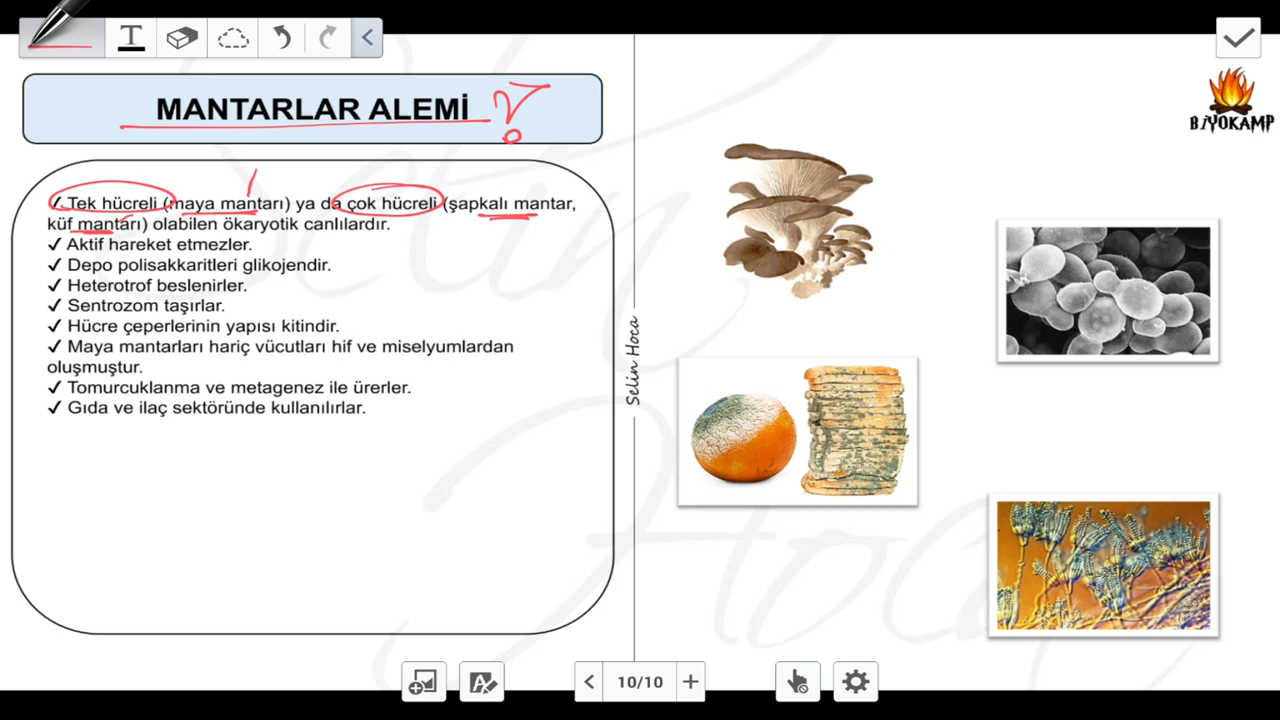 T
MANTARLAR ALEMİ ?
BİYOKAMP
✓ Tek hücreli (maya mantarı) ya da çok hücreli (şapkalı mantar,
küf mantarı) olabilen ökaryotik canlılardır.
✓ Aktif hareket etmezler.
✓ Depo polisakkaritleri glikojendir.
✓ Heterotrof beslenirler.
✓ Sentrozom taşırlar.
✓ Hücre çeperlerinin yapısı kitindir.
✓ Maya mantarları hariç vücutları hif ve miselyumlardan
oluşmuştur.
✓ Tomurcuklanma ve metagenez ile ürerler.
✓ Gıda ve ilaç sektöründe kullanılırlar.
Selin Hoca
Selin
Hoca
A
10/10